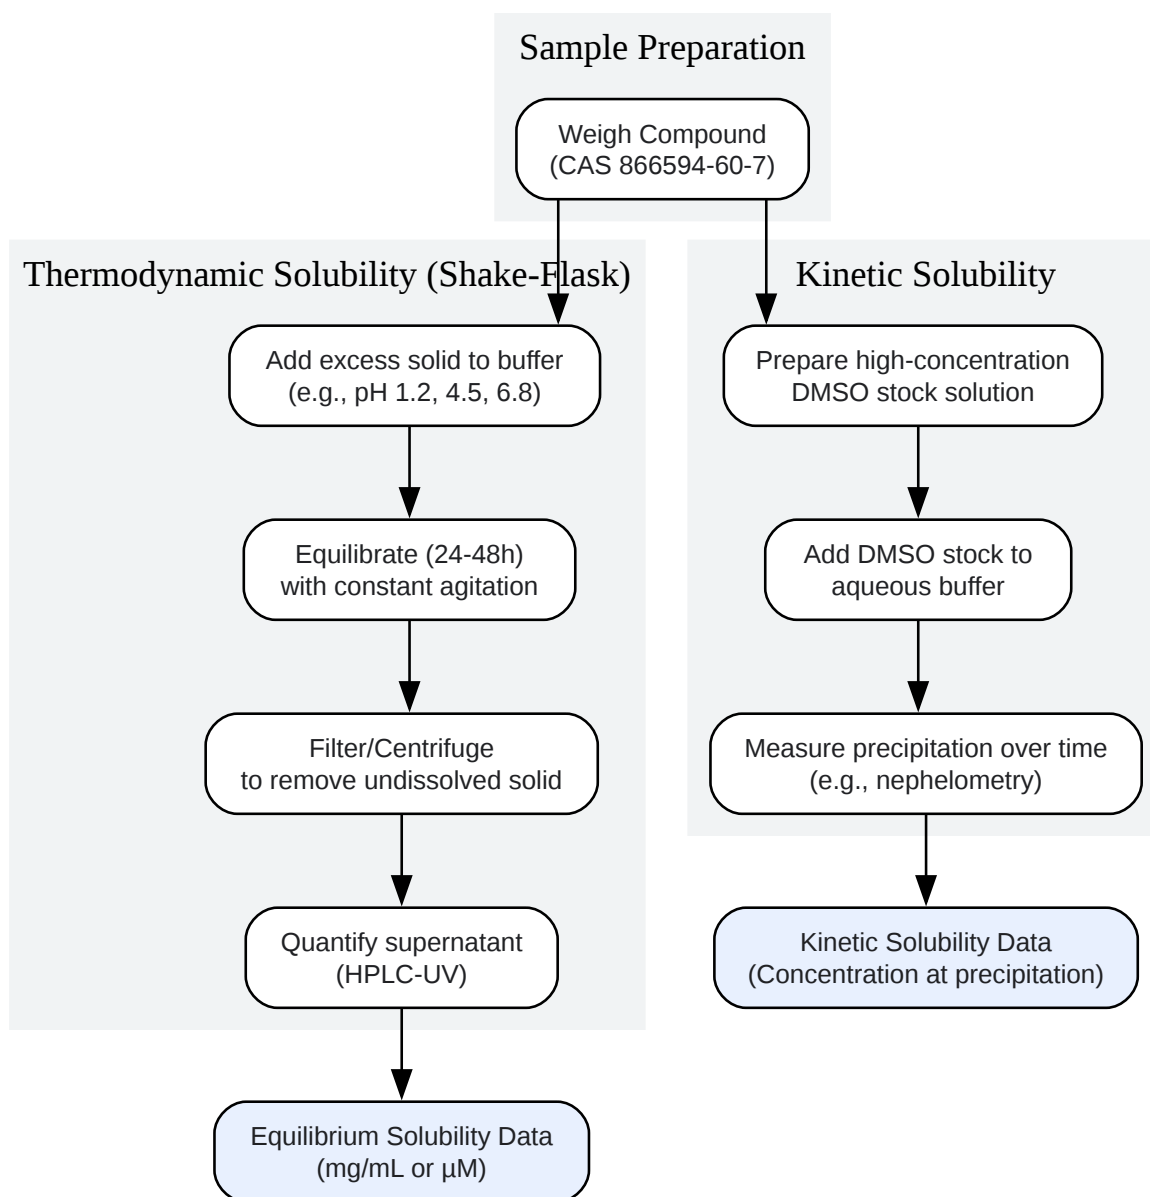 Sample Preparation
Weigh Compound
(CAS 866594-60-7)
Thermodynamic Solubility (Shake-Flask)
Add excess solid to buffer
(e.g., pH 1.2, 4.5, 6.8)
Equilibrate (24-48h)
with constant agitation
Filter/Centrifuge
to remove undissolved solid
Quantify supernatant
(HPLC-UV)
Equilibrium Solubility Data
(mg/mL or µM)
Kinetic Solubility
Prepare high-concentration
DMSO stock solution
Add DMSO stock to
aqueous buffer
Measure precipitation over time
(e.g., nephelometry)
Kinetic Solubility Data
(Concentration at precipitation)